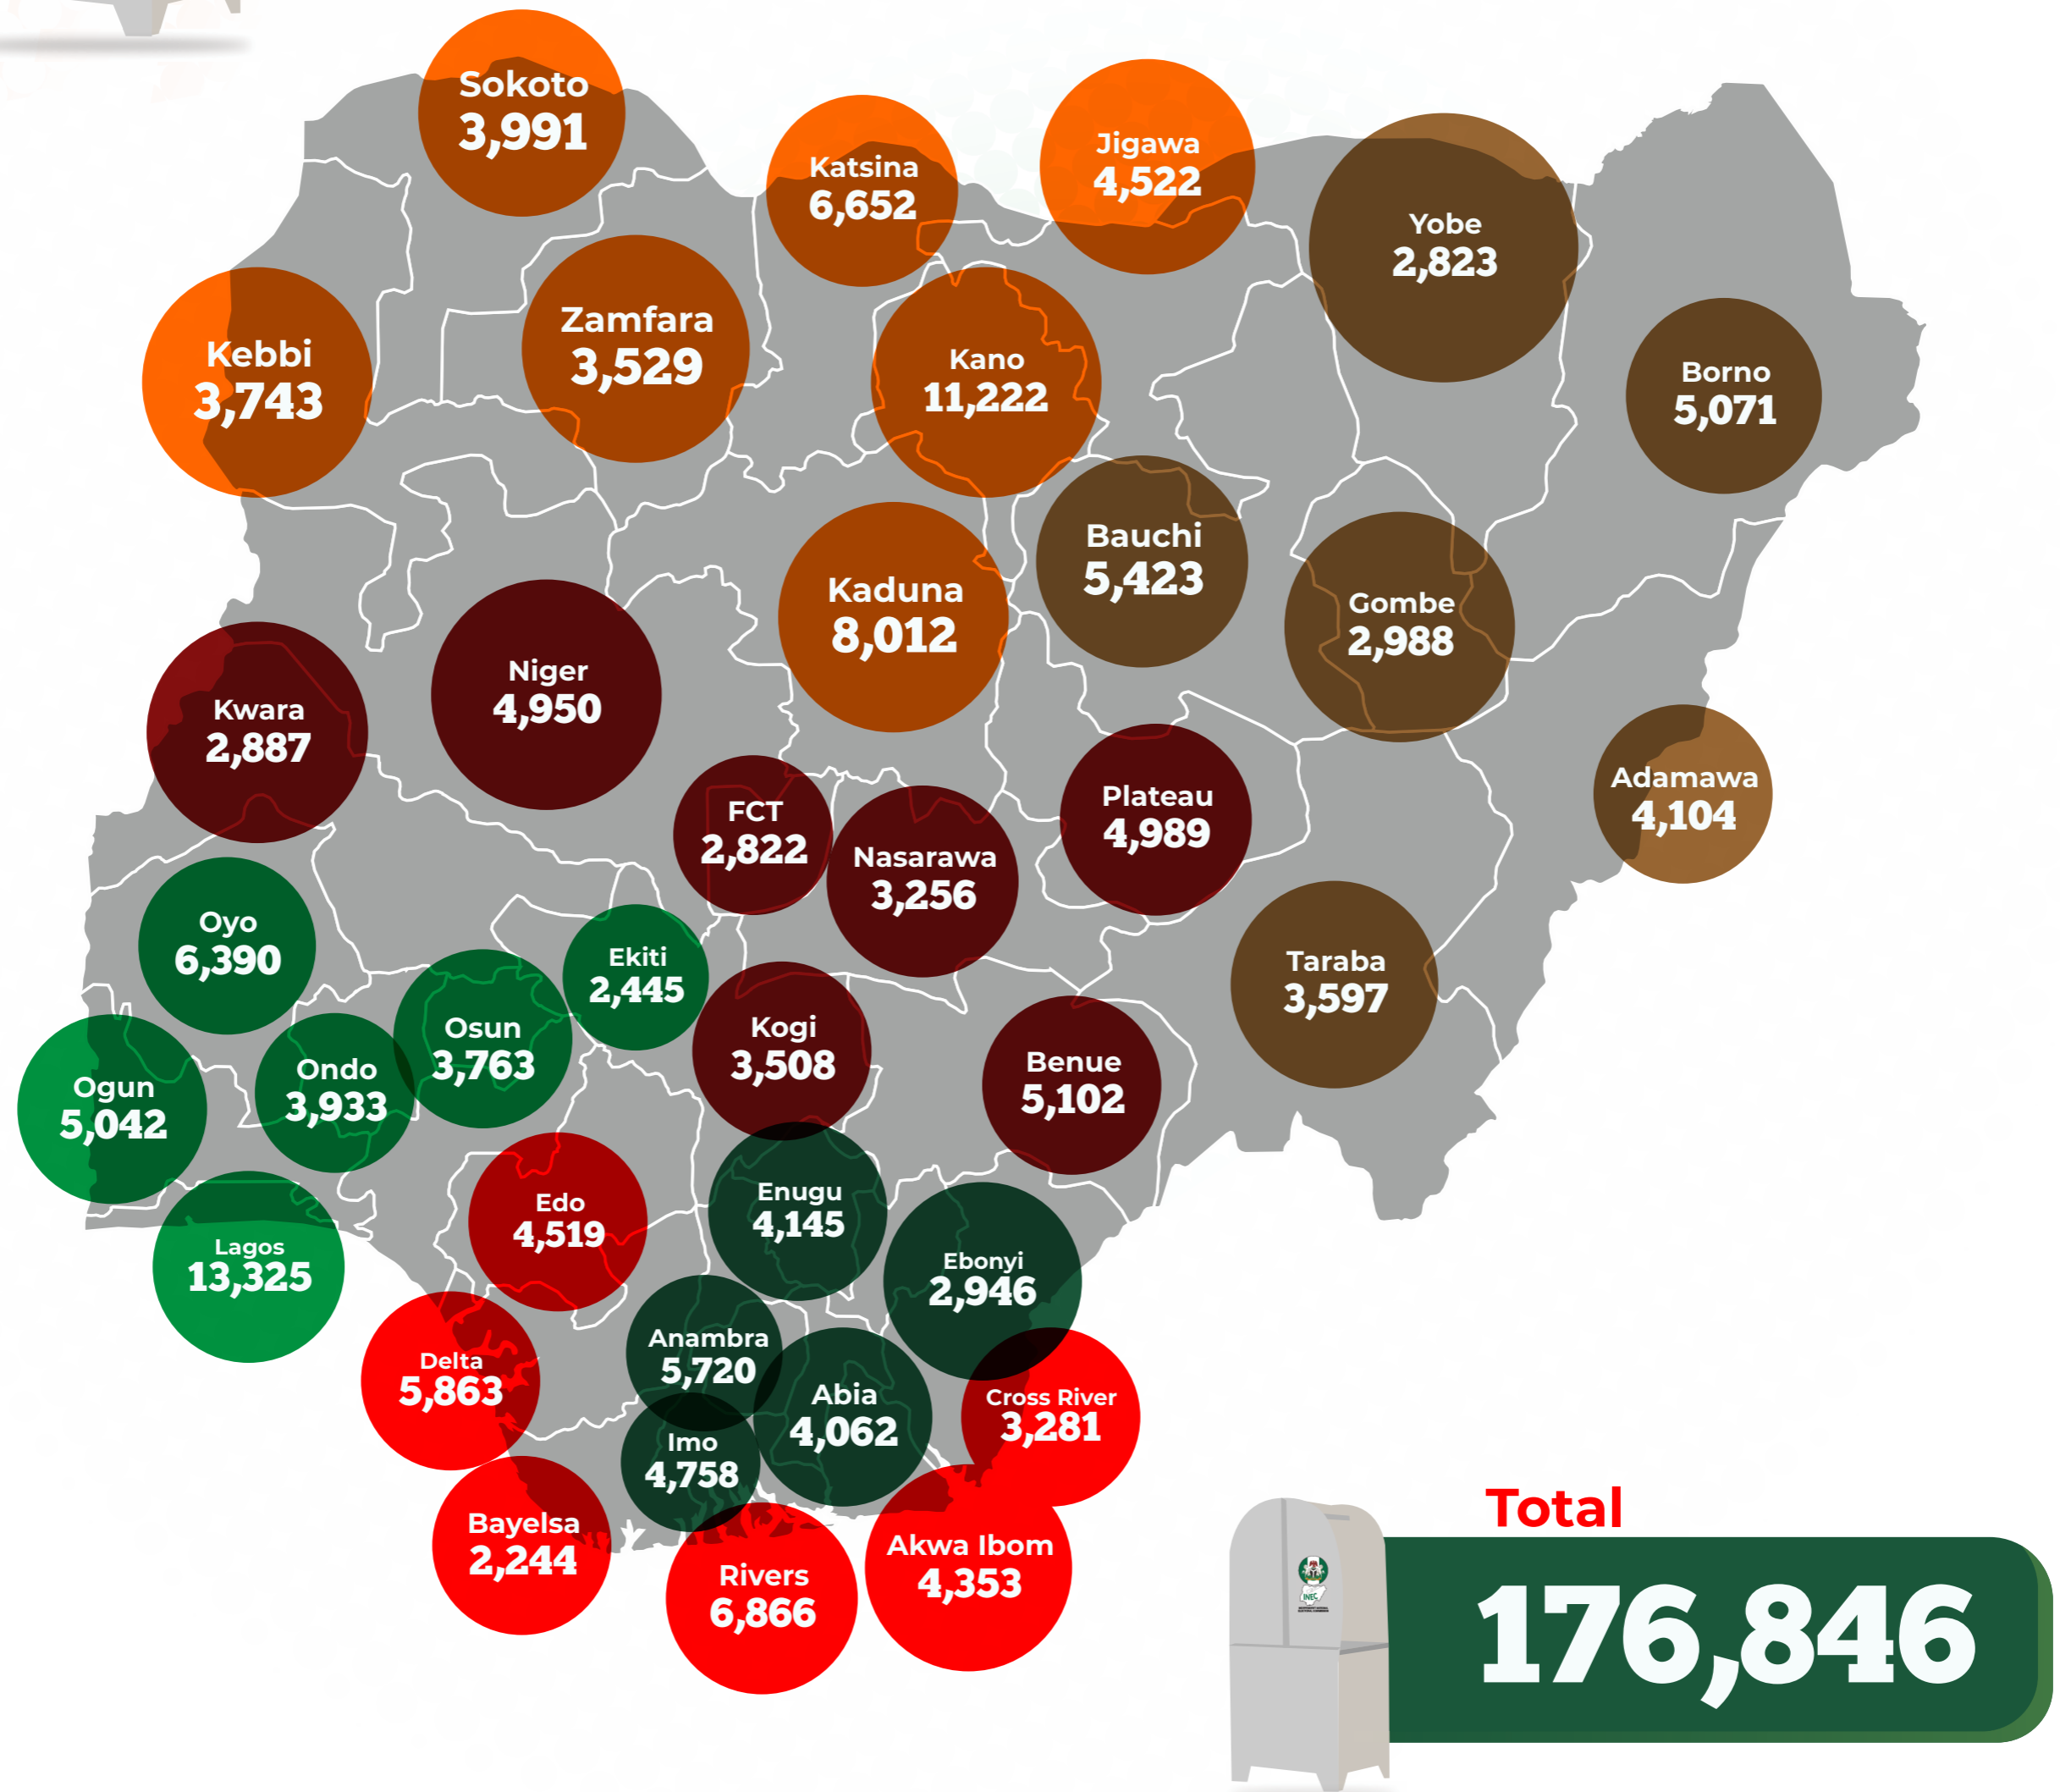 Sokoto
3,991
Katsina
6,652
Jigawa
4,522
Yobe
2,823
Kebbi
3,743
Zamfara
3,529
Kano
11,222
Borno
5,071
Bauchi
5,423
Kaduna
8,012
Gombe
2,988
Niger
4,950
Kwara
2,887
Adamawa
4,104
FCT
2,822
Nasarawa
3,256
Plateau
4,989
Oyo
6,390
Ekiti
2,445
Taraba
3,597
Osun
3,763
Kogi
3,508
Ondo
3,933
Benue
5,102
Ogun
5,042
Edo
4,519
Enugu
4,145
Lagos
13,325
Ebonyi
2,946
Anambra
5,720
Delta
5,863
Abia
4,062
Cross River
3,281
Imo
4,758
Bayelsa
2,244
Rivers
6,866
Akwa Ibom
4,353
Total
176,846
INEC